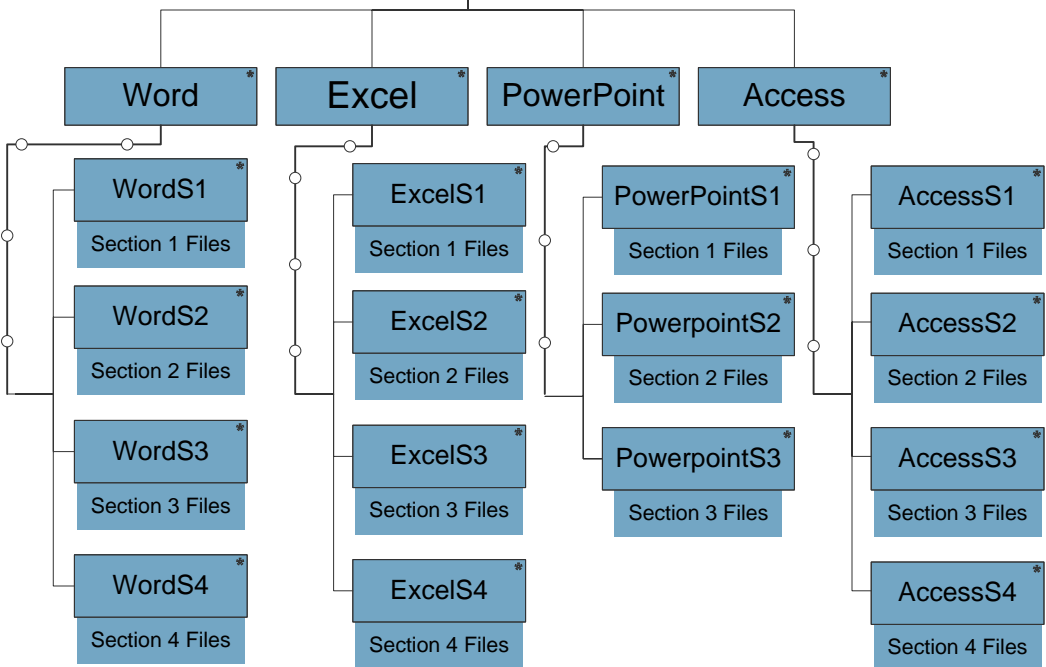 Word *
Excel *
PowerPoint *
Access *
WordS1 *
Section 1 Files
WordS2 *
Section 2 Files
WordS3 *
Section 3 Files
WordS4 *
Section 4 Files
ExcelS1 *
Section 1 Files
ExcelS2 *
Section 2 Files
ExcelS3 *
Section 3 Files
ExcelS4 *
Section 4 Files
PowerPointS1 *
Section 1 Files
PowerpointS2 *
Section 2 Files
PowerpointS3 *
Section 3 Files
AccessS1 *
Section 1 Files
AccessS2 *
Section 2 Files
AccessS3 *
Section 3 Files
AccessS4 *
Section 4 Files